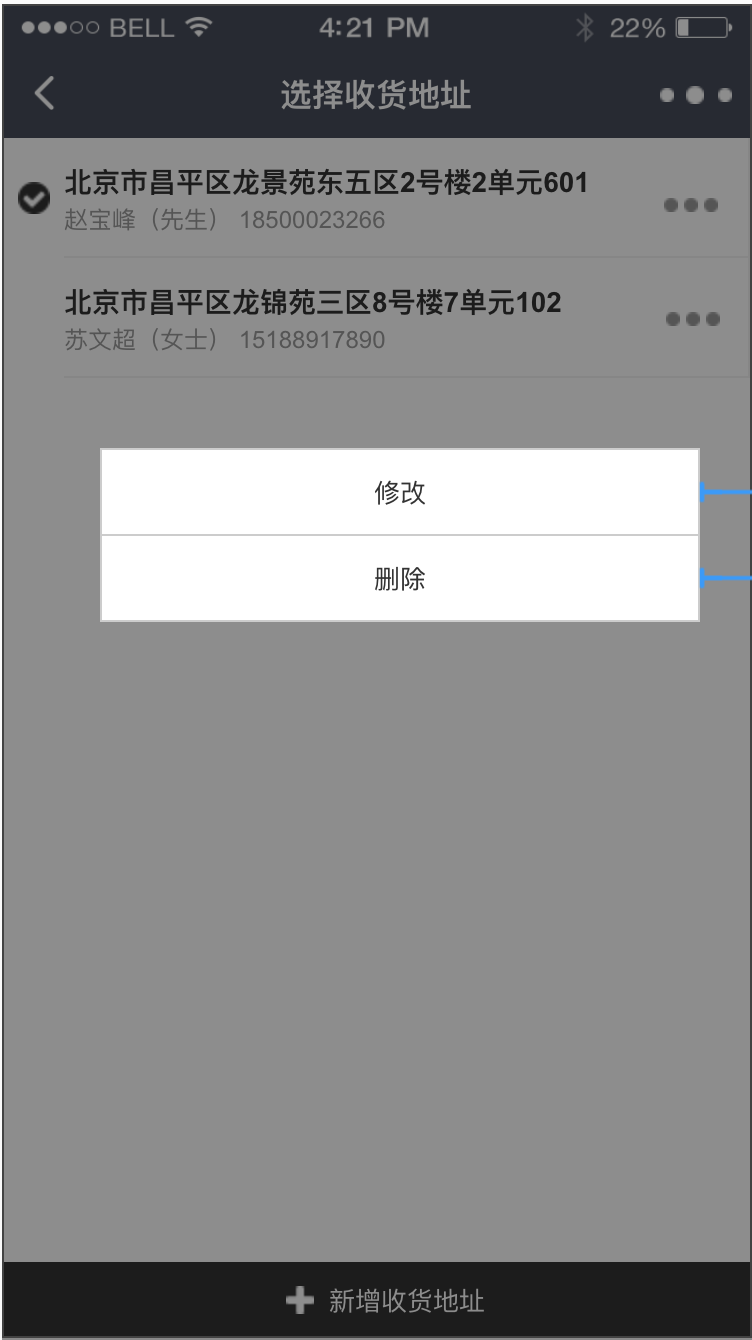 BELL 4:21 PM 22%
选择收货地址
北京市昌平区龙景苑东五区2号楼2单元601
赵宝峰（先生） 18500023266
北京市昌平区龙锦苑三区8号楼7单元102
苏文超（女士） 15188917890
修改
删除
新增收货地址